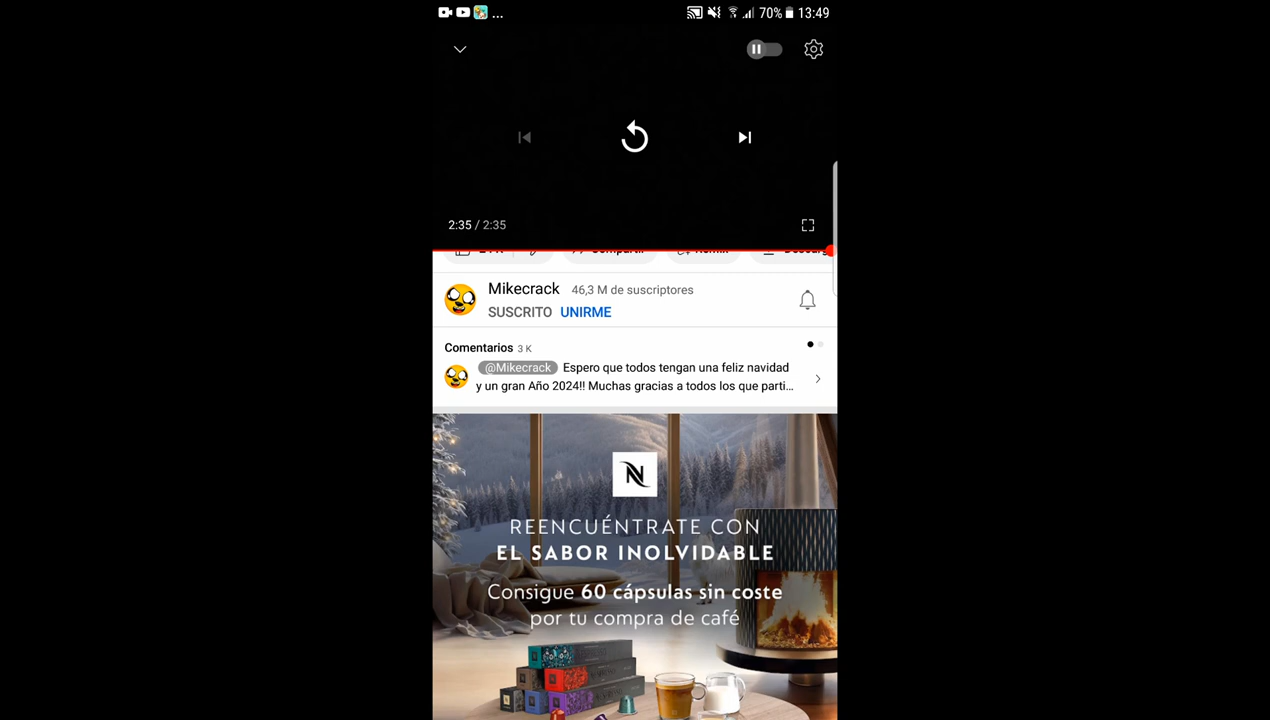 ... 70% 13:49
2:35 / 2:35
Compartir Remix
Mikecrack 46,3 M de suscriptores
SUSCRITO UNIRME
Comentarios 3 K
@Mikecrack Espero que todos tengan una feliz navidad
y un gran Año 2024!! Muchas gracias a todos los que parti...
N
REENCUÉNTRATE CON
EL SABOR INOLVIDABLE
Consigue 60 cápsulas sin coste
por tu compra de café